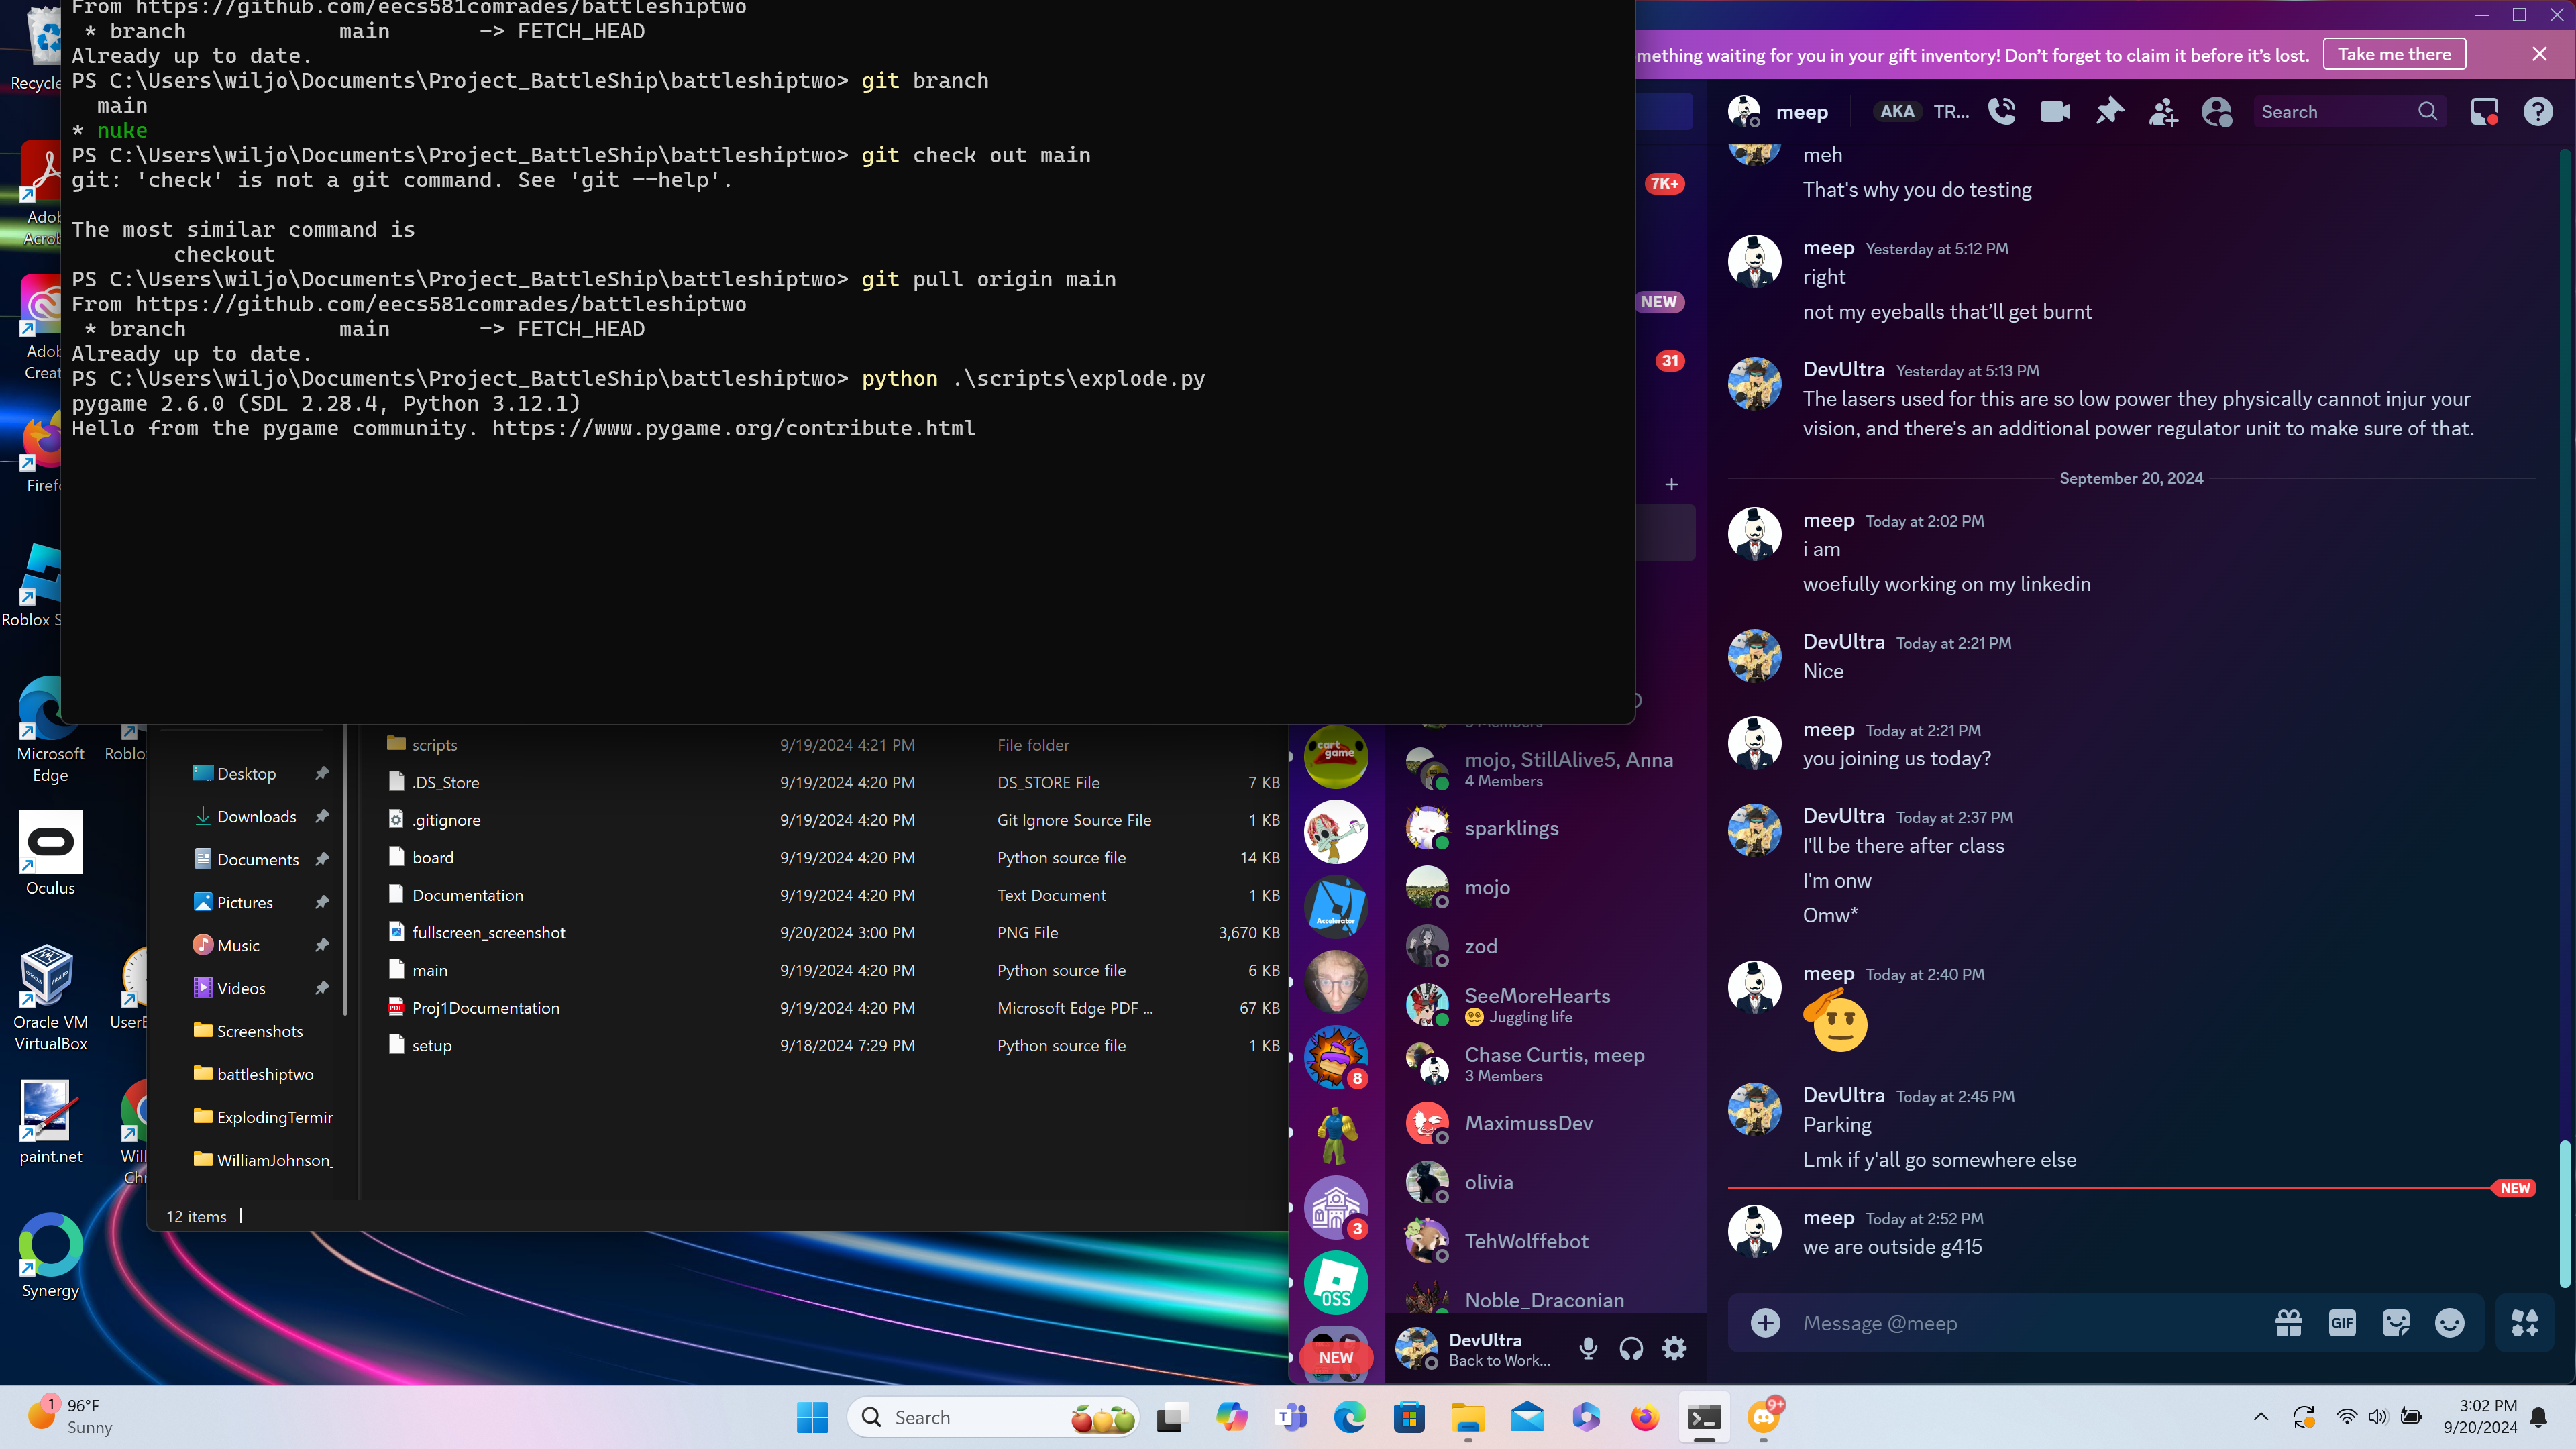 From https://github.com/eecs581comrades/battleshiptwo
 * branch            main       -> FETCH_HEAD
Already up to date.
PS C:\Users\wiljo\Documents\Project_BattleShip\battleshiptwo> git branch
  main
* nuke
PS C:\Users\wiljo\Documents\Project_BattleShip\battleshiptwo> git check out main
git: 'check' is not a git command. See 'git --help'.
The most similar command is
        checkout
PS C:\Users\wiljo\Documents\Project_BattleShip\battleshiptwo> git pull origin main
From https://github.com/eecs581comrades/battleshiptwo
 * branch            main       -> FETCH_HEAD
Already up to date.
PS C:\Users\wiljo\Documents\Project_BattleShip\battleshiptwo> python .\scripts\explode.py
pygame 2.6.0 (SDL 2.28.4, Python 3.12.1)
Hello from the pygame community. https://www.pygame.org/contribute.html
Recycle
Adob
Acrob
Adob
Creat
Firef
Roblox S
Microsoft
Edge
Roblo
Oculus
Oracle VM
VirtualBox
UserB
paint.net
Will
Chr
Synergy
Desktop
Downloads
Documents
Pictures
Music
Videos
Screenshots
battleshiptwo
ExplodingTermin
WilliamJohnson_
scripts 9/19/2024 4:21 PM File folder
.DS_Store 9/19/2024 4:20 PM DS_STORE File 7 KB
.gitignore 9/19/2024 4:20 PM Git Ignore Source File 1 KB
board 9/19/2024 4:20 PM Python source file 14 KB
Documentation 9/19/2024 4:20 PM Text Document 1 KB
fullscreen_screenshot 9/20/2024 3:00 PM PNG File 3,670 KB
main 9/19/2024 4:20 PM Python source file 6 KB
Proj1Documentation 9/19/2024 4:20 PM Microsoft Edge PDF ... 67 KB
setup 9/18/2024 7:29 PM Python source file 1 KB
12 items
7K+
NEW
31
cart
game
Accelerator
8
3
OSS
NEW
mojo, StillAlive5, Anna
4 Members
sparklings
mojo
zod
SeeMoreHearts
Juggling life
Chase Curtis, meep
3 Members
MaximussDev
olivia
TehWolffebot
Noble_Draconian
DevUltra
Back to Work...
mething waiting for you in your gift inventory! Don't forget to claim it before it's lost. Take me there
meep AKA TR... Search
meh
That's why you do testing
meep Yesterday at 5:12 PM
right
not my eyeballs that'll get burnt
DevUltra Yesterday at 5:13 PM
The lasers used for this are so low power they physically cannot injur your
vision, and there's an additional power regulator unit to make sure of that.
September 20, 2024
meep Today at 2:02 PM
i am
woefully working on my linkedin
DevUltra Today at 2:21 PM
Nice
meep Today at 2:21 PM
you joining us today?
DevUltra Today at 2:37 PM
I'll be there after class
I'm onw
Omw*
meep Today at 2:40 PM
DevUltra Today at 2:45 PM
Parking
Lmk if y'all go somewhere else
NEW
meep Today at 2:52 PM
we are outside g415
Message @meep
GIF
1
96°F
Sunny
Search
9+
3:02 PM
9/20/2024